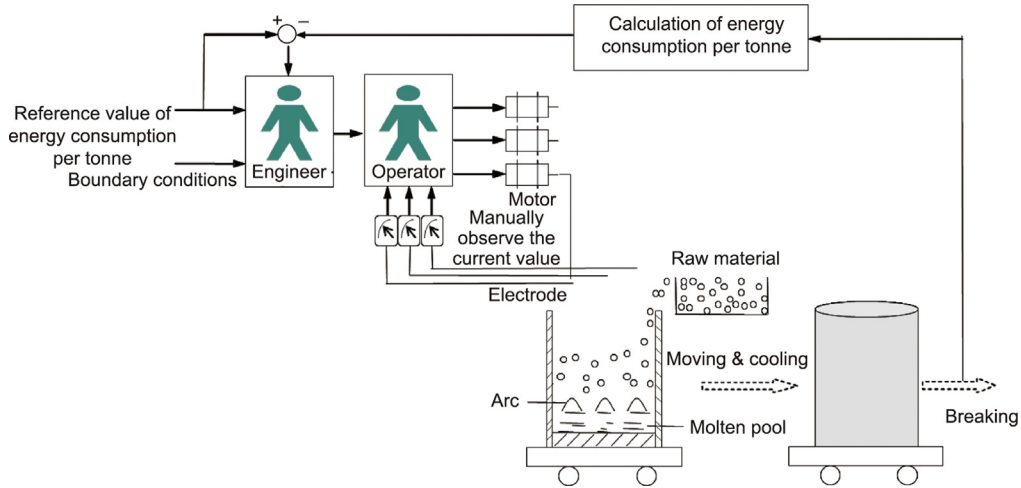 +
−
Calculation of energy
consumption per tonne
Reference value of
energy consumption
per tonne
Boundary conditions
Engineer
Operator
Motor
Manually
observe the
current value
Electrode
Raw material
Moving & cooling
Arc
Molten pool
Breaking